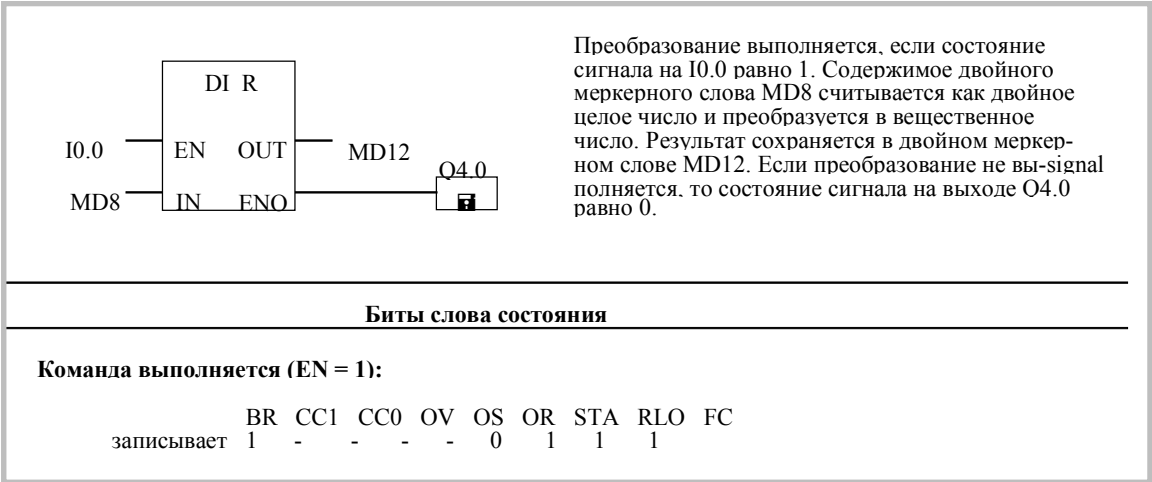 DI R
I0.0 EN OUT MD12
Q4.0
MD8 IN ENO
Преобразование выполняется, если состояние
сигнала на I0.0 равно 1. Содержимое двойного
меркерного слова MD8 считывается как двойное
целое число и преобразуется в вещественное
число. Результат сохраняется в двойном меркер-
ном слове MD12. Если преобразование не вы-signal
полняется, то состояние сигнала на выходе Q4.0
равно 0.
Биты слова состояния
Команда выполняется (EN = 1):
BR CC1 CC0 OV OS OR STA RLO FC
записывает 1 - - - - 0 1 1 1